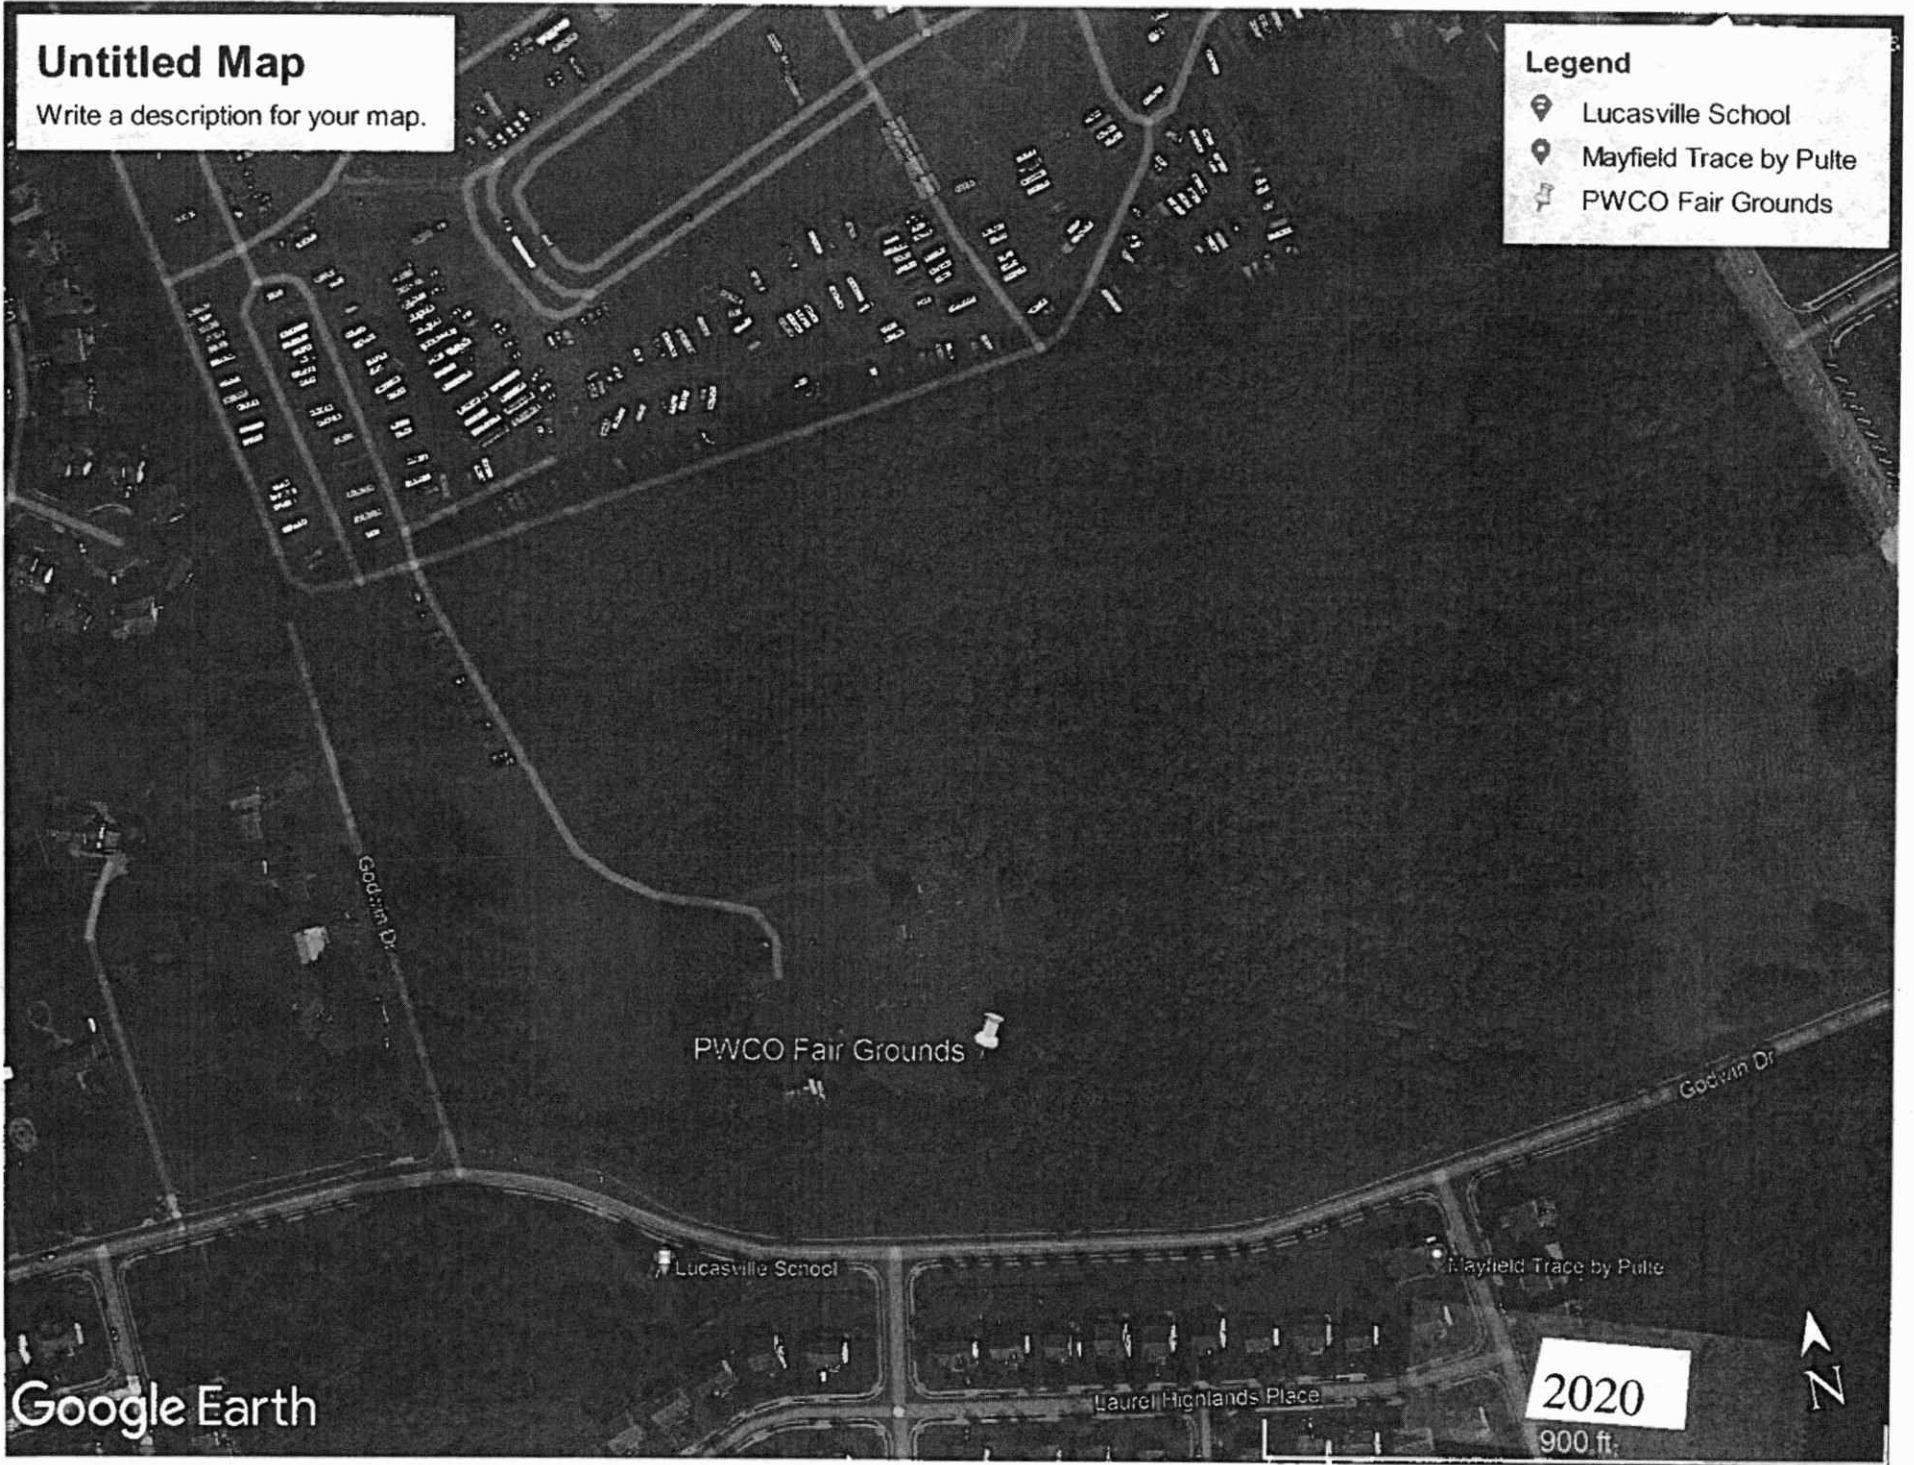 Untitled Map
Write a description for your map.
Legend
Lucasville School
Mayfield Trace by Pulte
PWCO Fair Grounds
Godwin Dr
PWCO Fair Grounds
Godwin Dr
Lucasville School
Mayfield Trace by Pulte
Laurel Highlands Place
Google Earth
2020
900 ft
N